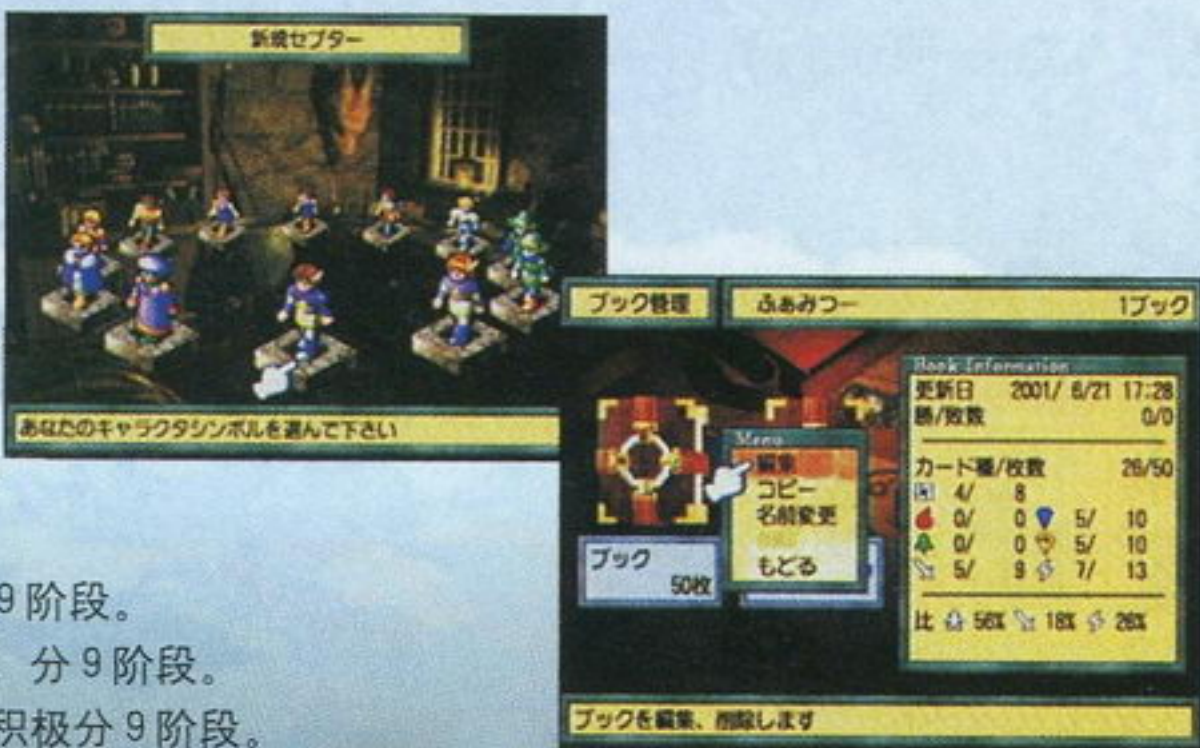 新規セプター
あなたのキャラクタシンボルを選んで下さい
ブック管理
ふぁみつー
1ブック
Book Information
更新日 2001/ 6/21 17:28
勝/敗数 0/0
カード種/枚数 26/50
4/ 8
0/ 0 5/ 10
0/ 0 5/ 10
5/ 9 7/ 13
比 56% 18% 26%
Menu
編集
コピー
名前変更
もどる
ブック
50枚
ブックを編集、削除します
9阶段。
分9阶段。
积极分9阶段。